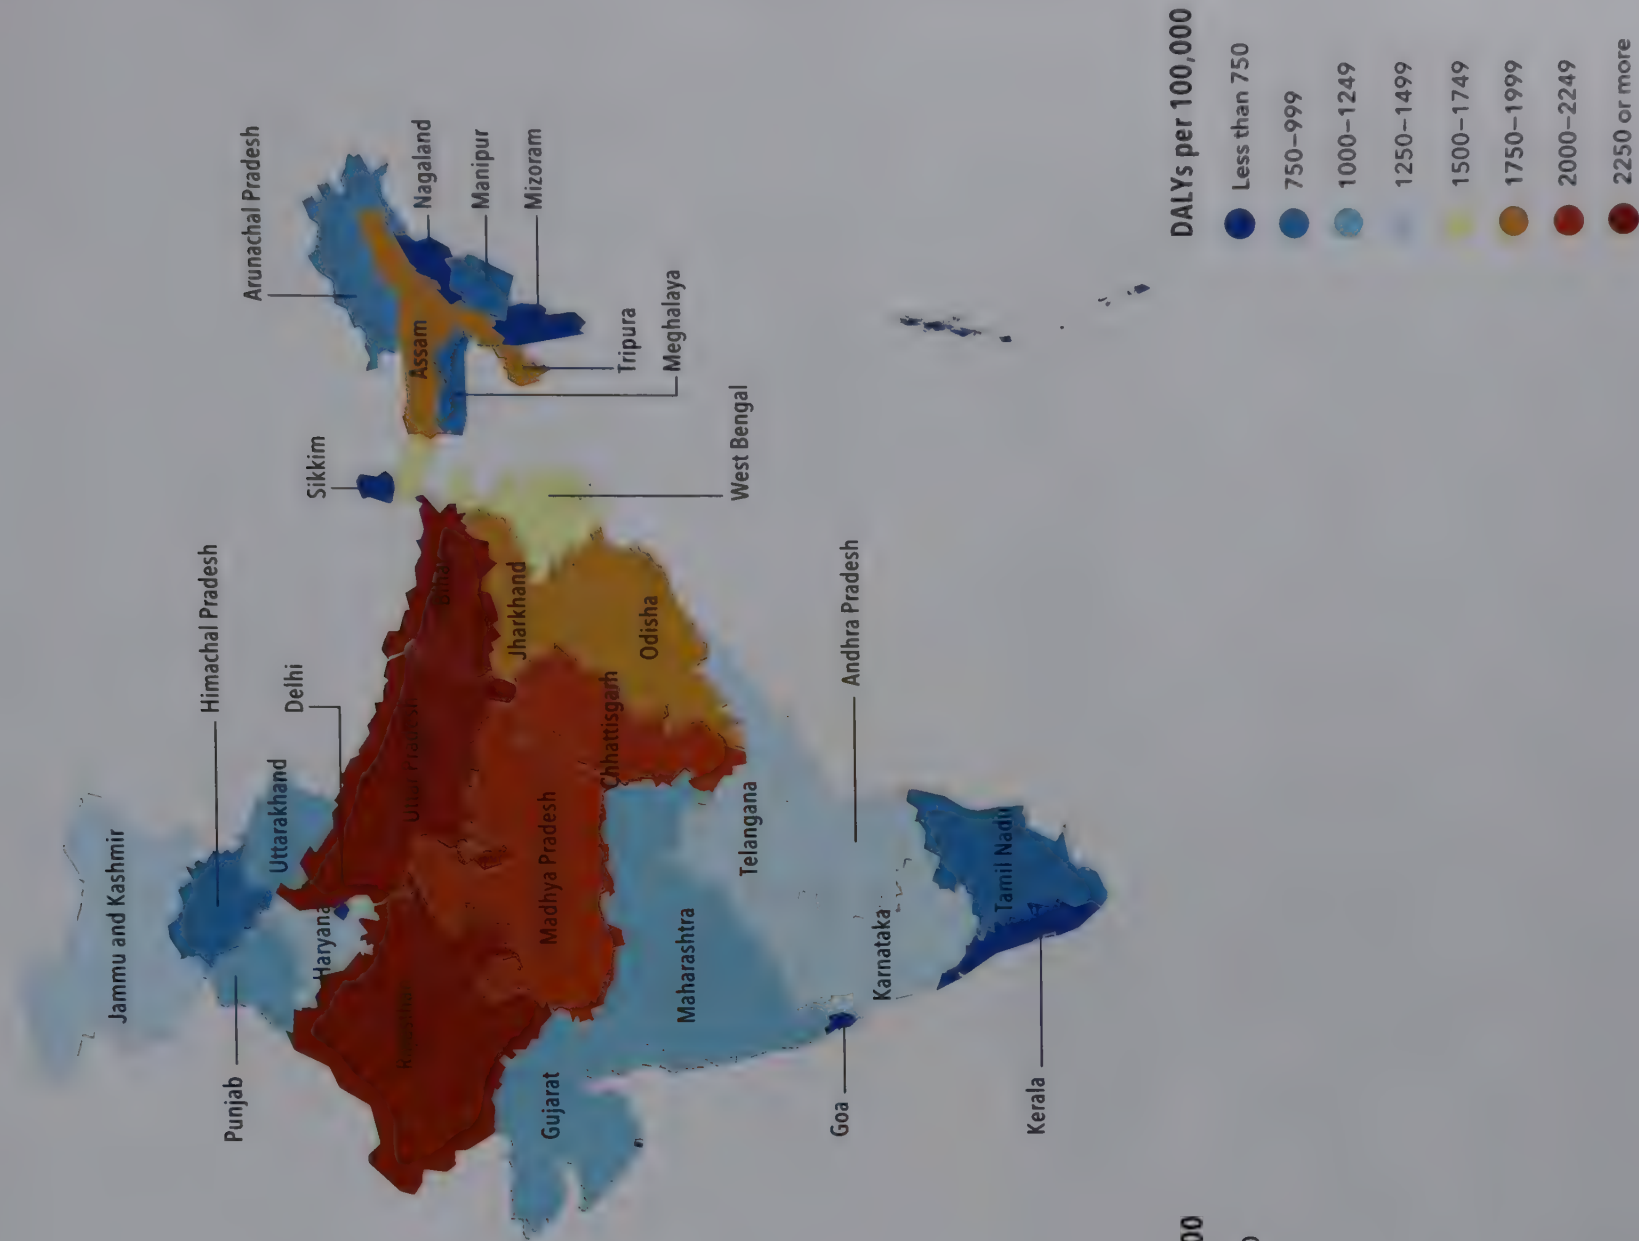 Jammu and Kashmir
Himachal Pradesh
Punjab
Uttarakhand
Haryana
Delhi
Arunachal Pradesh
Sikkim
Nagaland
Assam
Manipur
Mizoram
Tripura
Meghalaya
West Bengal
Rajasthan
Uttar Pradesh
Bihar
Jharkhand
Gujarat
Madhya Pradesh
Chhattisgarh
Odisha
Maharashtra
Telangana
Andhra Pradesh
Goa
Karnataka
Kerala
Tamil Nadu
DALYs per 100,000
Less than 750
750–999
1000–1249
1250–1499
1500–1749
1750–1999
2000–2249
2250 or more
00